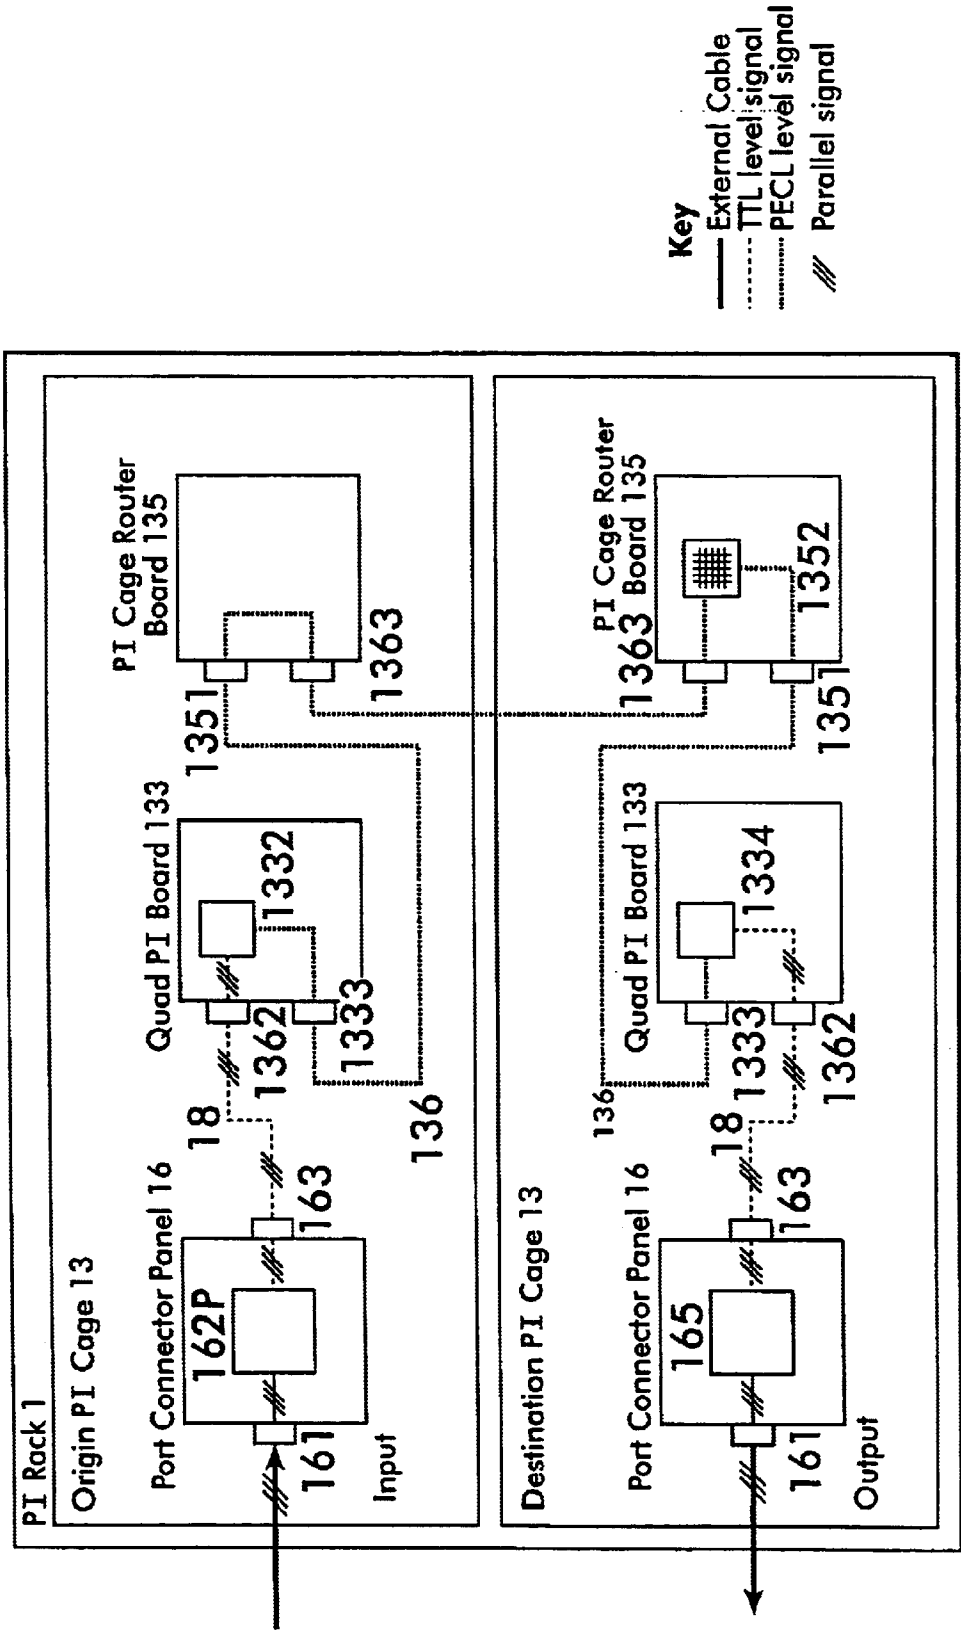 PI Rack 1
Origin PI Cage 13
Port Connector Panel 16
162P
161
163
Input
18
Quad PI Board 133
1362
1332
1333
136
PI Cage Router
Board 135
1351
1363
Destination PI Cage 13
Port Connector Panel 16
165
161
163
Output
18
136
Quad PI Board 133
1333
1334
1362
PI Cage Router
Board 135
1363
1352
1351
Key
External Cable
TTL level signal
PECL level signal
Parallel signal